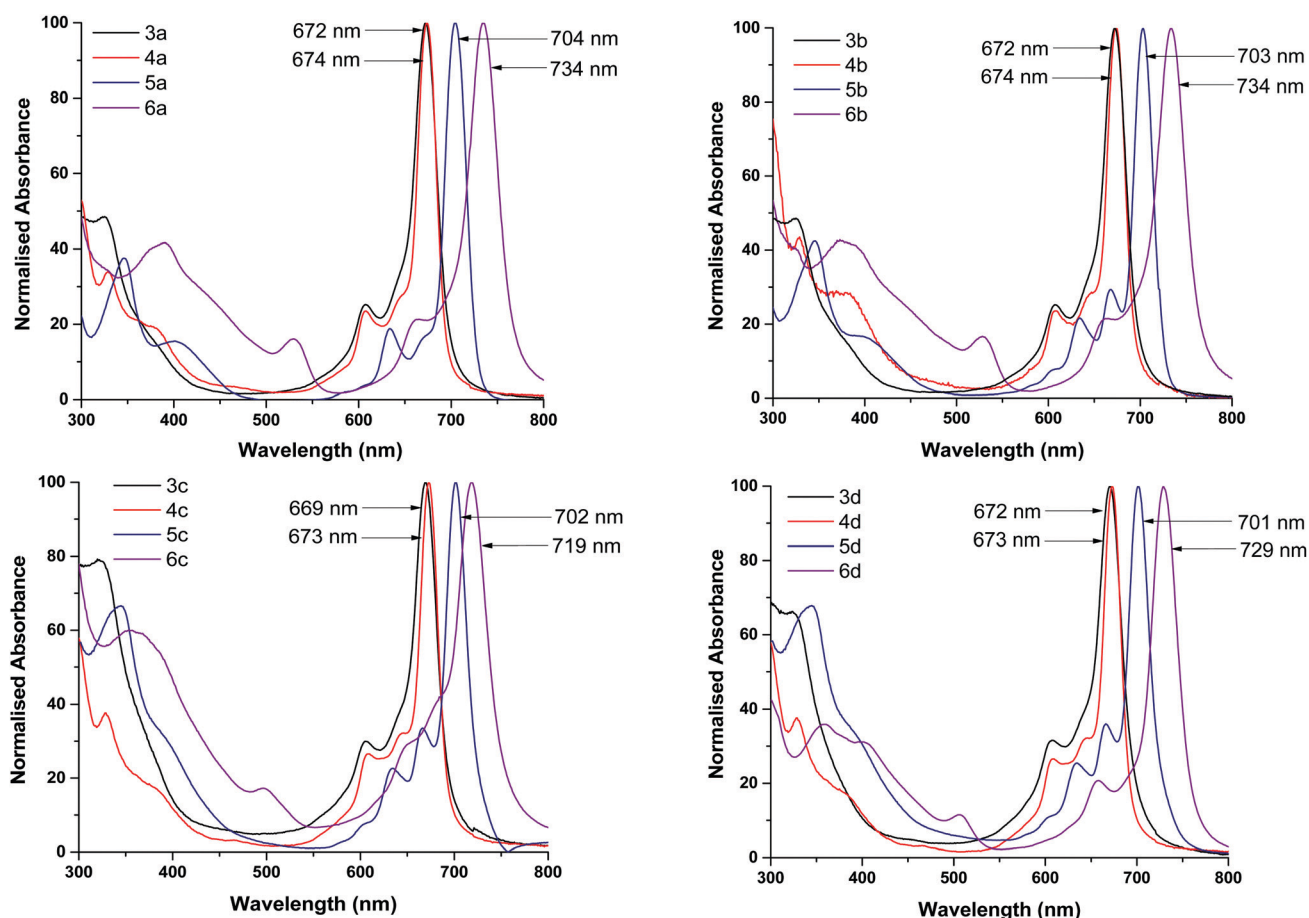 100
80
60
40
20
0
Normalised Absorbance
300 400 500 600 700 800
Wavelength (nm)
3a
4a
5a
6a
672 nm
674 nm
704 nm
734 nm
100
80
60
40
20
0
Normalised Absorbance
300 400 500 600 700 800
Wavelength (nm)
3b
4b
5b
6b
672 nm
674 nm
703 nm
734 nm
100
80
60
40
20
0
Normalised Absorbance
300 400 500 600 700 800
Wavelength (nm)
3c
4c
5c
6c
669 nm
673 nm
702 nm
719 nm
100
80
60
40
20
0
Normalised Absorbance
300 400 500 600 700 800
Wavelength (nm)
3d
4d
5d
6d
672 nm
673 nm
701 nm
729 nm